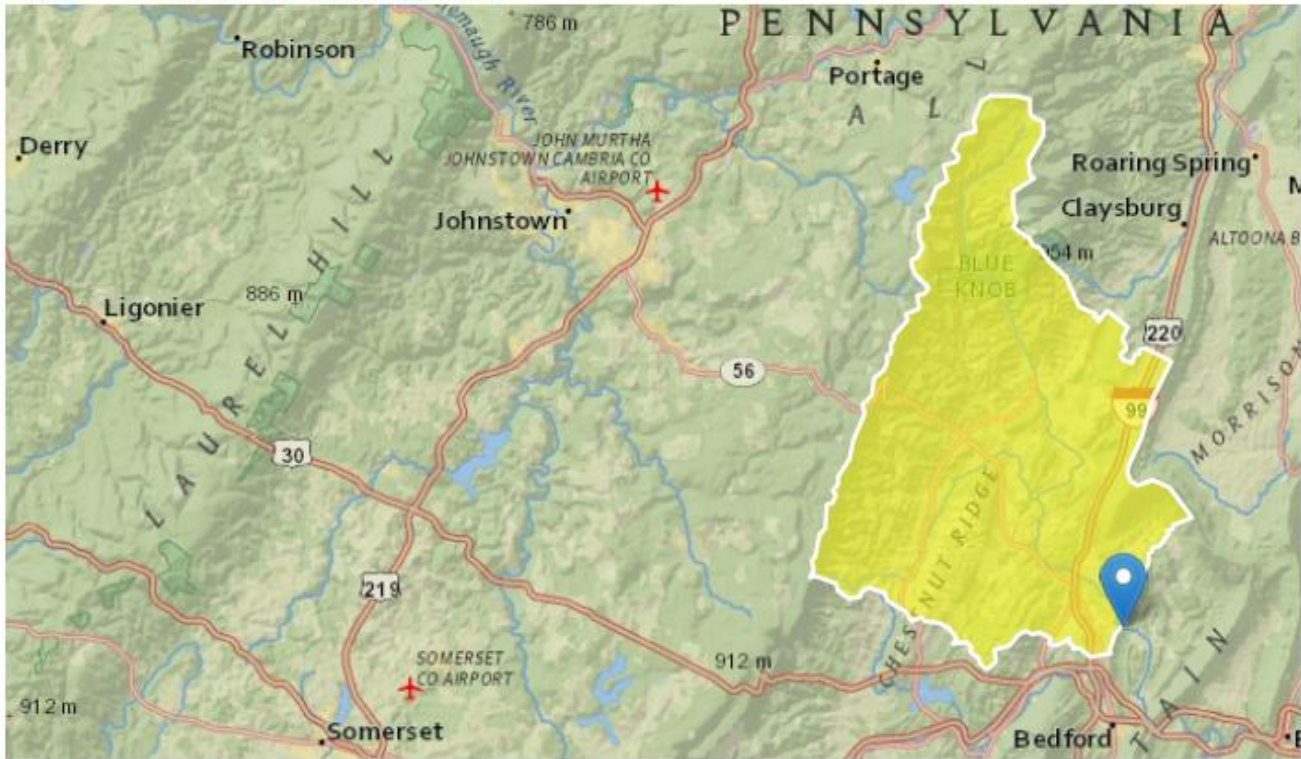 PENNSYLVANIA
786 m
Robinson
Portage
River
A L L
Derry
JOHN MURTHA
JOHNSTOWN CAMBRIA CO
AIRPORT
Roaring Spring
Johnstown
Claysburg
ALTOONA B
BLUE
KNOB
886 m
Ligonier
LAUREL HILL
220
56
99
MORRISON
30
CHESTNUT RIDGE
219
SOMERSET
CO AIRPORT
912 m
912 m
Somerset
Bedford
TAIN